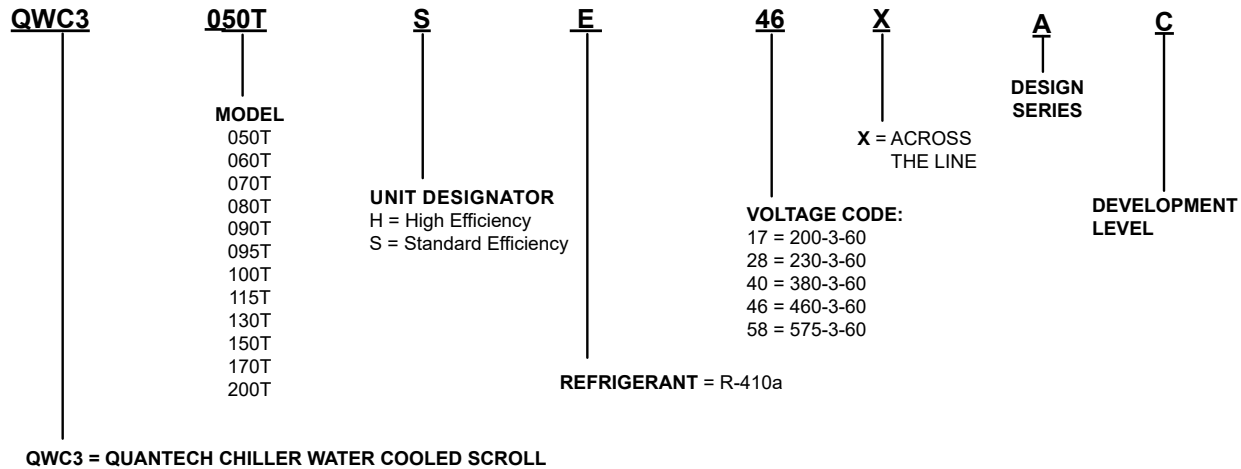 QWC3 050T S E 46 X A C
MODEL
050T
060T
070T
080T
090T
095T
100T
115T
130T
150T
170T
200T
UNIT DESIGNATOR
H = High Efficiency
S = Standard Efficiency
REFRIGERANT = R-410a
VOLTAGE CODE:
17 = 200-3-60
28 = 230-3-60
40 = 380-3-60
46 = 460-3-60
58 = 575-3-60
X = ACROSS
THE LINE
DESIGN
SERIES
DEVELOPMENT
LEVEL
QWC3 = QUANTECH CHILLER WATER COOLED SCROLL